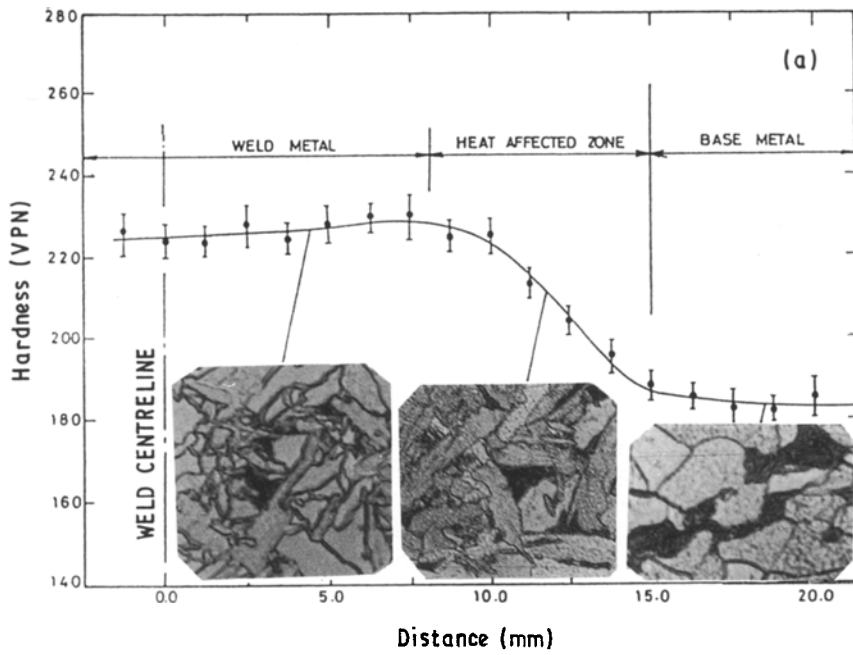 280
(a)
260
WELD METAL
HEAT AFFECTED ZONE
BASE METAL
240
220
200
180
160
140
Hardness (VPN)
WELD CENTRELINE
0.0
5.0
10.0
15.0
20.0
Distance (mm)